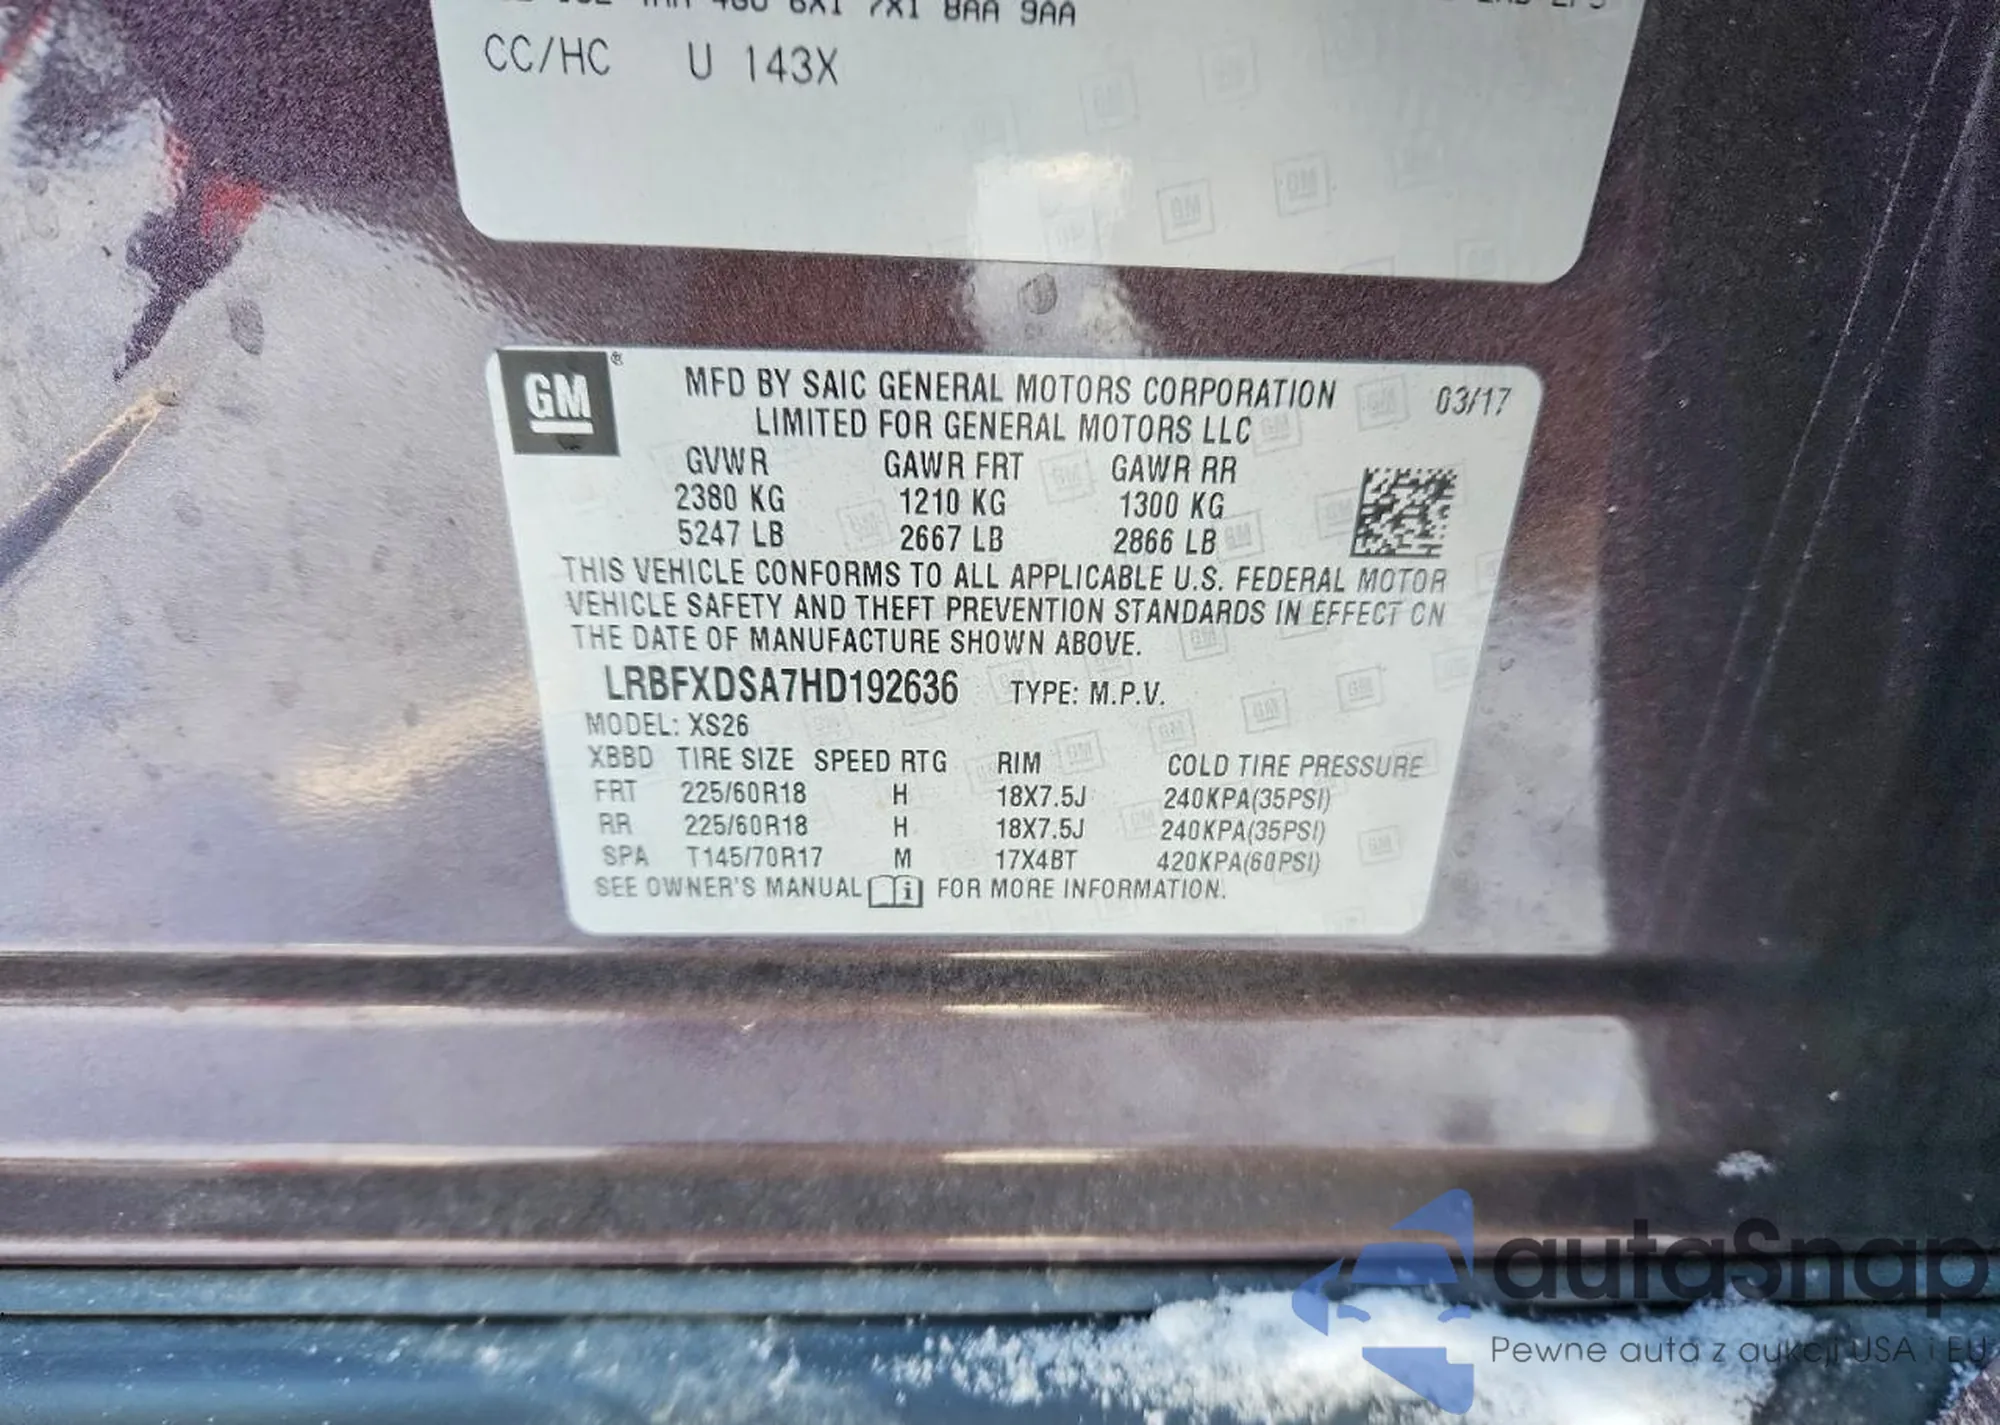 6X1 7X1 8AA 9AA
CC/HC U 143X
GM ®
MFD BY SAIC GENERAL MOTORS CORPORATION 03/17
LIMITED FOR GENERAL MOTORS LLC
GVWR GAWR FRT GAWR RR
2380 KG 1210 KG 1300 KG
5247 LB 2667 LB 2866 LB
THIS VEHICLE CONFORMS TO ALL APPLICABLE U.S. FEDERAL MOTOR
VEHICLE SAFETY AND THEFT PREVENTION STANDARDS IN EFFECT ON
THE DATE OF MANUFACTURE SHOWN ABOVE.
LRBFXDSA7HD192636 TYPE: M.P.V.
MODEL: XS26
XBBD TIRE SIZE SPEED RTG RIM COLD TIRE PRESSURE
FRT 225/60R18 H 18X7.5J 240KPA(35PSI)
RR 225/60R18 H 18X7.5J 240KPA(35PSI)
SPA T145/70R17 M 17X4BT 420KPA(60PSI)
SEE OWNER'S MANUAL i FOR MORE INFORMATION.
autaSnap
Pewne auta z aukcji USA i EU